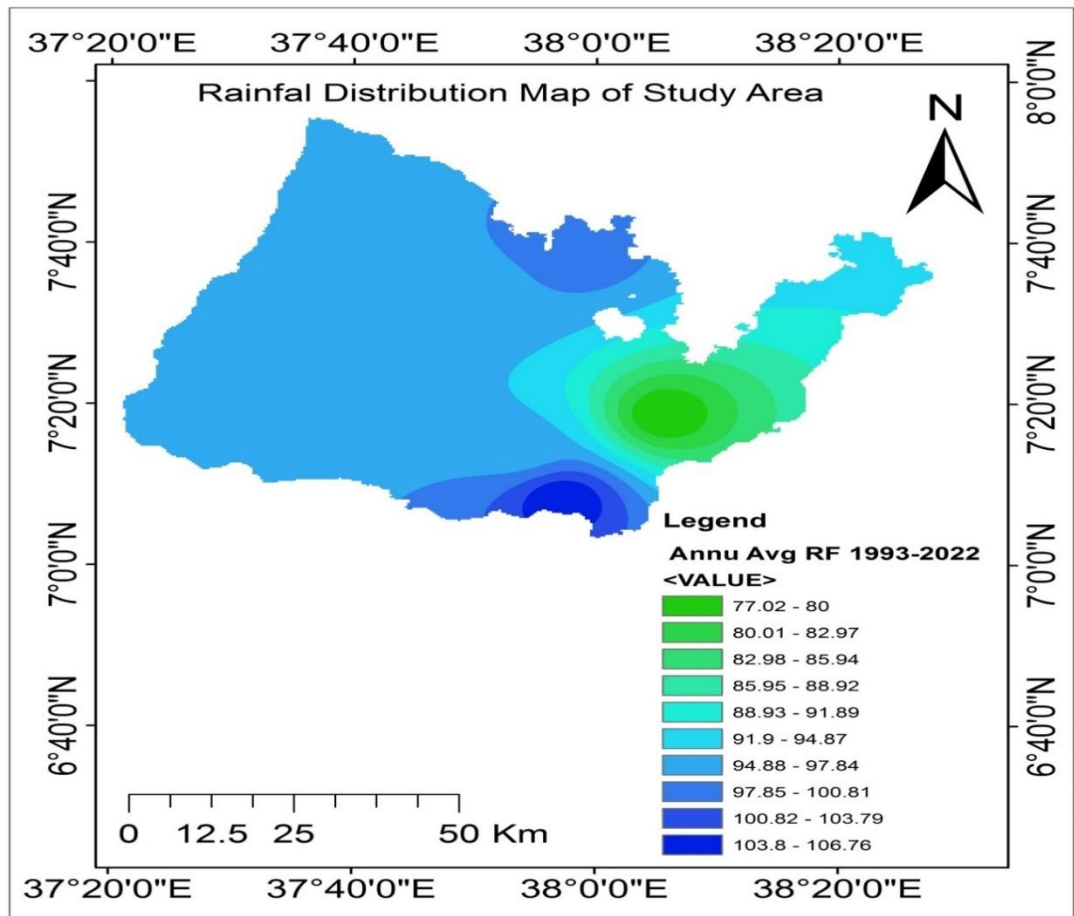 37°20'0"E 37°40'0"E 38°0'0"E 38°20'0"E
Rainfal Distribution Map of Study Area
N
8°0'0"N
7°40'0"N 7°40'0"N
7°20'0"N 7°20'0"N
7°0'0"N 7°0'0"N
6°40'0"N 6°40'0"N
Legend
Annu Avg RF 1993-2022
<VALUE>
77.02 - 80
80.01 - 82.97
82.98 - 85.94
85.95 - 88.92
88.93 - 91.89
91.9 - 94.87
94.88 - 97.84
97.85 - 100.81
100.82 - 103.79
103.8 - 106.76
0 12.5 25 50 Km
37°20'0"E 37°40'0"E 38°0'0"E 38°20'0"E